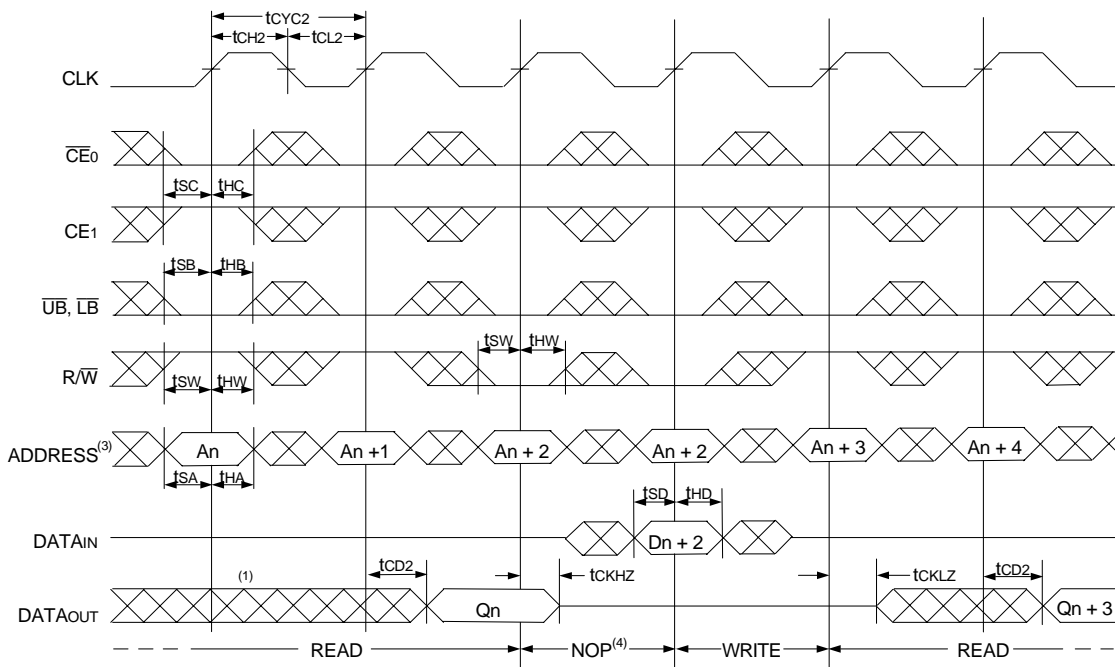 tCYC2
tCH2 tCL2
CLK
CE0
tSC tHC
CE1
tSB tHB
UB, LB
tSW tHW
R/W
tSW tHW
ADDRESS(3) An An +1 An + 2 An + 2 An + 3 An + 4
tSA tHA
tSD tHD
DATAIN Dn + 2
(1) tCD2 tCKHZ tCKLZ tCD2
DATAOUT Qn Qn + 3
READ NOP(4) WRITE READ